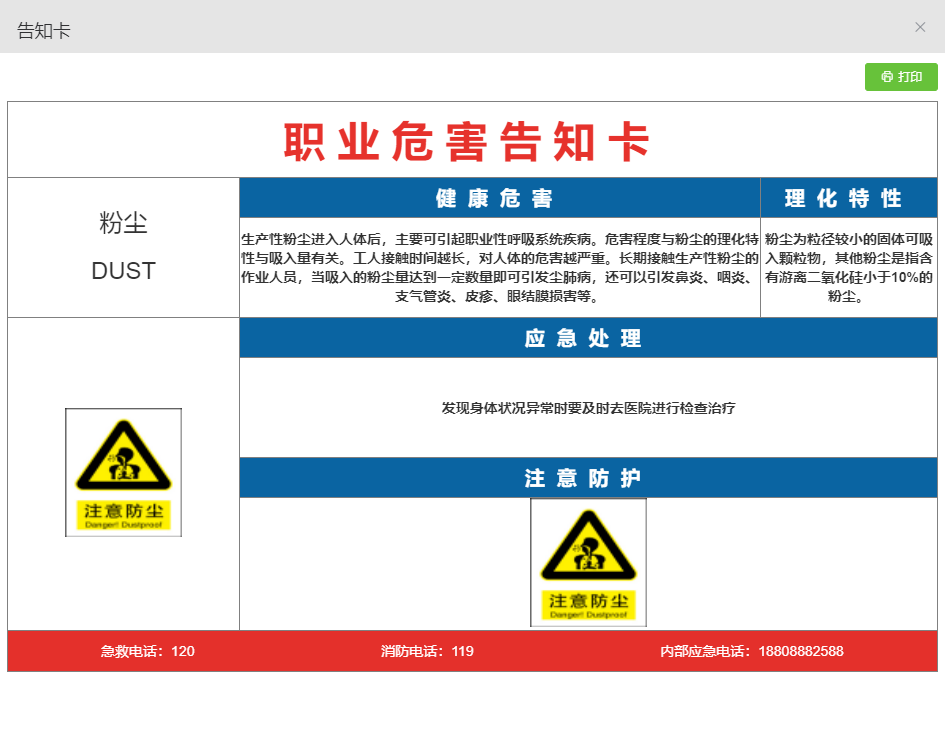 告知卡
打印
职业危害告知卡
粉尘
DUST
健康危害
理化特性
生产性粉尘进入人体后，主要可引起职业性呼吸系统疾病。危害程度与粉尘的理化特
性与吸入量有关。工人接触时间越长，对人体的危害越严重。长期接触生产性粉尘的
作业人员，当吸入的粉尘量达到一定数量即可引发尘肺病，还可以引发鼻炎、咽炎、
支气管炎、皮疹、眼结膜损害等。
粉尘为粒径较小的固体可吸
入颗粒物，其他粉尘是指含
有游离二氧化硅小于10%的
粉尘。
应急处理
发现身体状况异常时要及时去医院进行检查治疗
注意防护
注意防尘
Danger! Dustproof
注意防尘
Danger! Dustproof
急救电话：120
消防电话：119
内部应急电话：18808882588